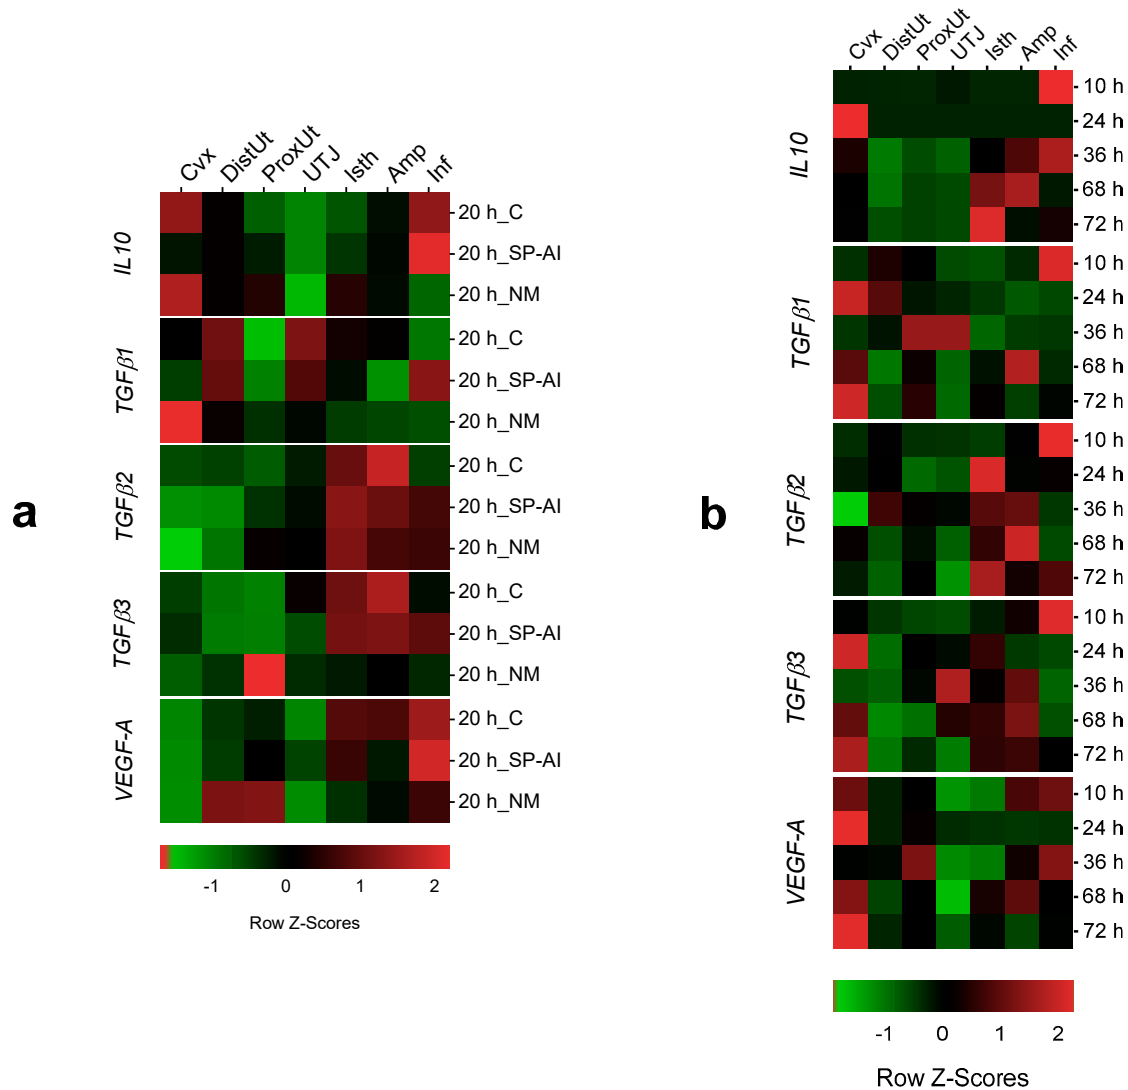 a
Cvx DistUt ProxUt UTJ Isth Amp Inf
IL10
20 h_C
20 h_SP-AI
20 h_NM
TGFβ1
20 h_C
20 h_SP-AI
20 h_NM
TGFβ2
20 h_C
20 h_SP-AI
20 h_NM
TGFβ3
20 h_C
20 h_SP-AI
20 h_NM
VEGF-A
20 h_C
20 h_SP-AI
20 h_NM
-1 0 1 2
Row Z-Scores
b
Cvx DistUt ProxUt UTJ Isth Amp Inf
IL10
10 h
24 h
36 h
68 h
72 h
TGFβ1
10 h
24 h
36 h
68 h
72 h
TGFβ2
10 h
24 h
36 h
68 h
72 h
TGFβ3
10 h
24 h
36 h
68 h
72 h
VEGF-A
10 h
24 h
36 h
68 h
72 h
-1 0 1 2
Row Z-Scores